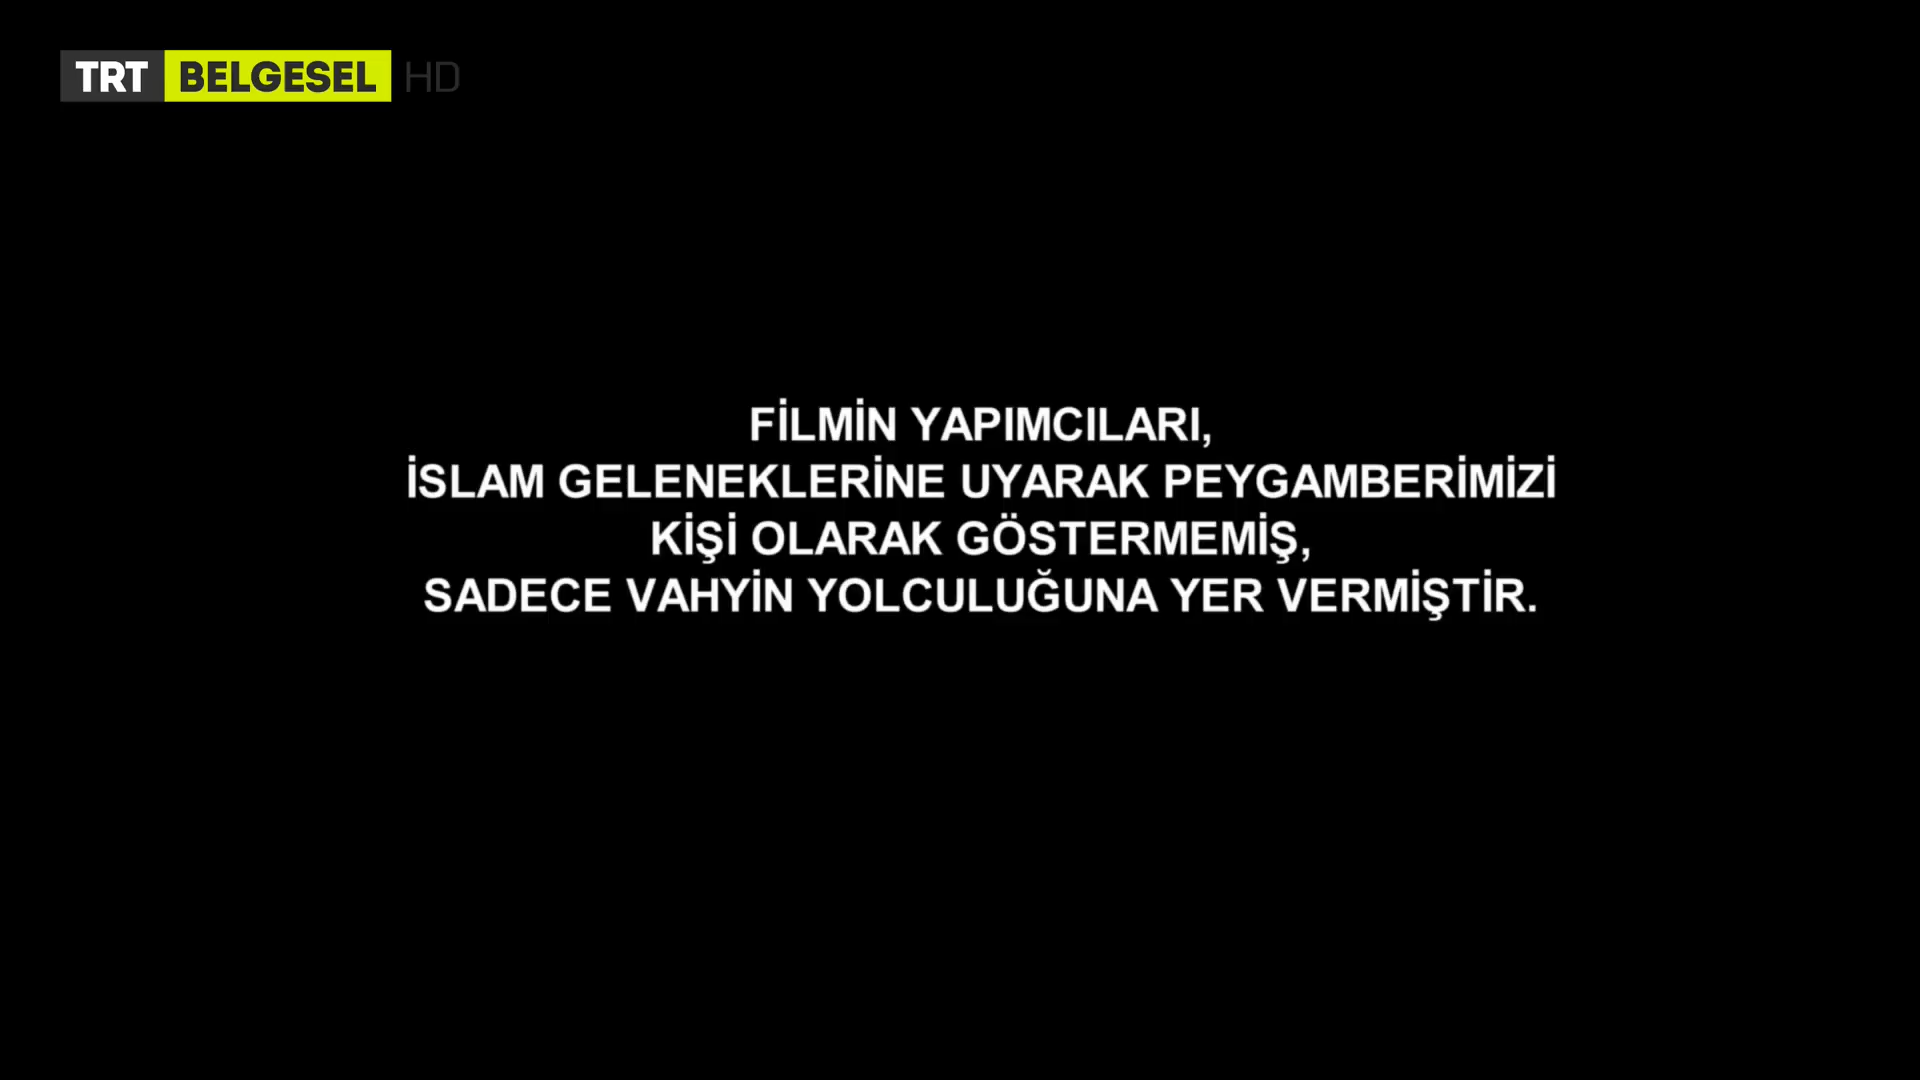 TRT BELGESEL HD
FİLMİN YAPIMCILARI,
İSLAM GELENEKLERİNE UYARAK PEYGAMBERİMİZİ
KİŞİ OLARAK GÖSTERMEMİŞ,
SADECE VAHYİN YOLCULUĞUNA YER VERMİŞTİR.